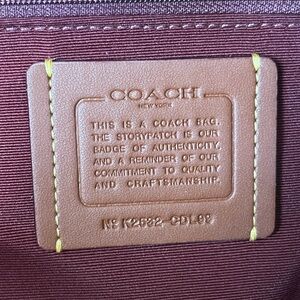 COACH
NEW YORK
THIS IS A COACH BAG.
THE STORYPATCH IS OUR
BADGE OF AUTHENTICITY,
AND A REMINDER OF OUR
COMMITMENT TO QUALITY
AND CRAFTSMANSHIP.
Nº K2532-CDL99